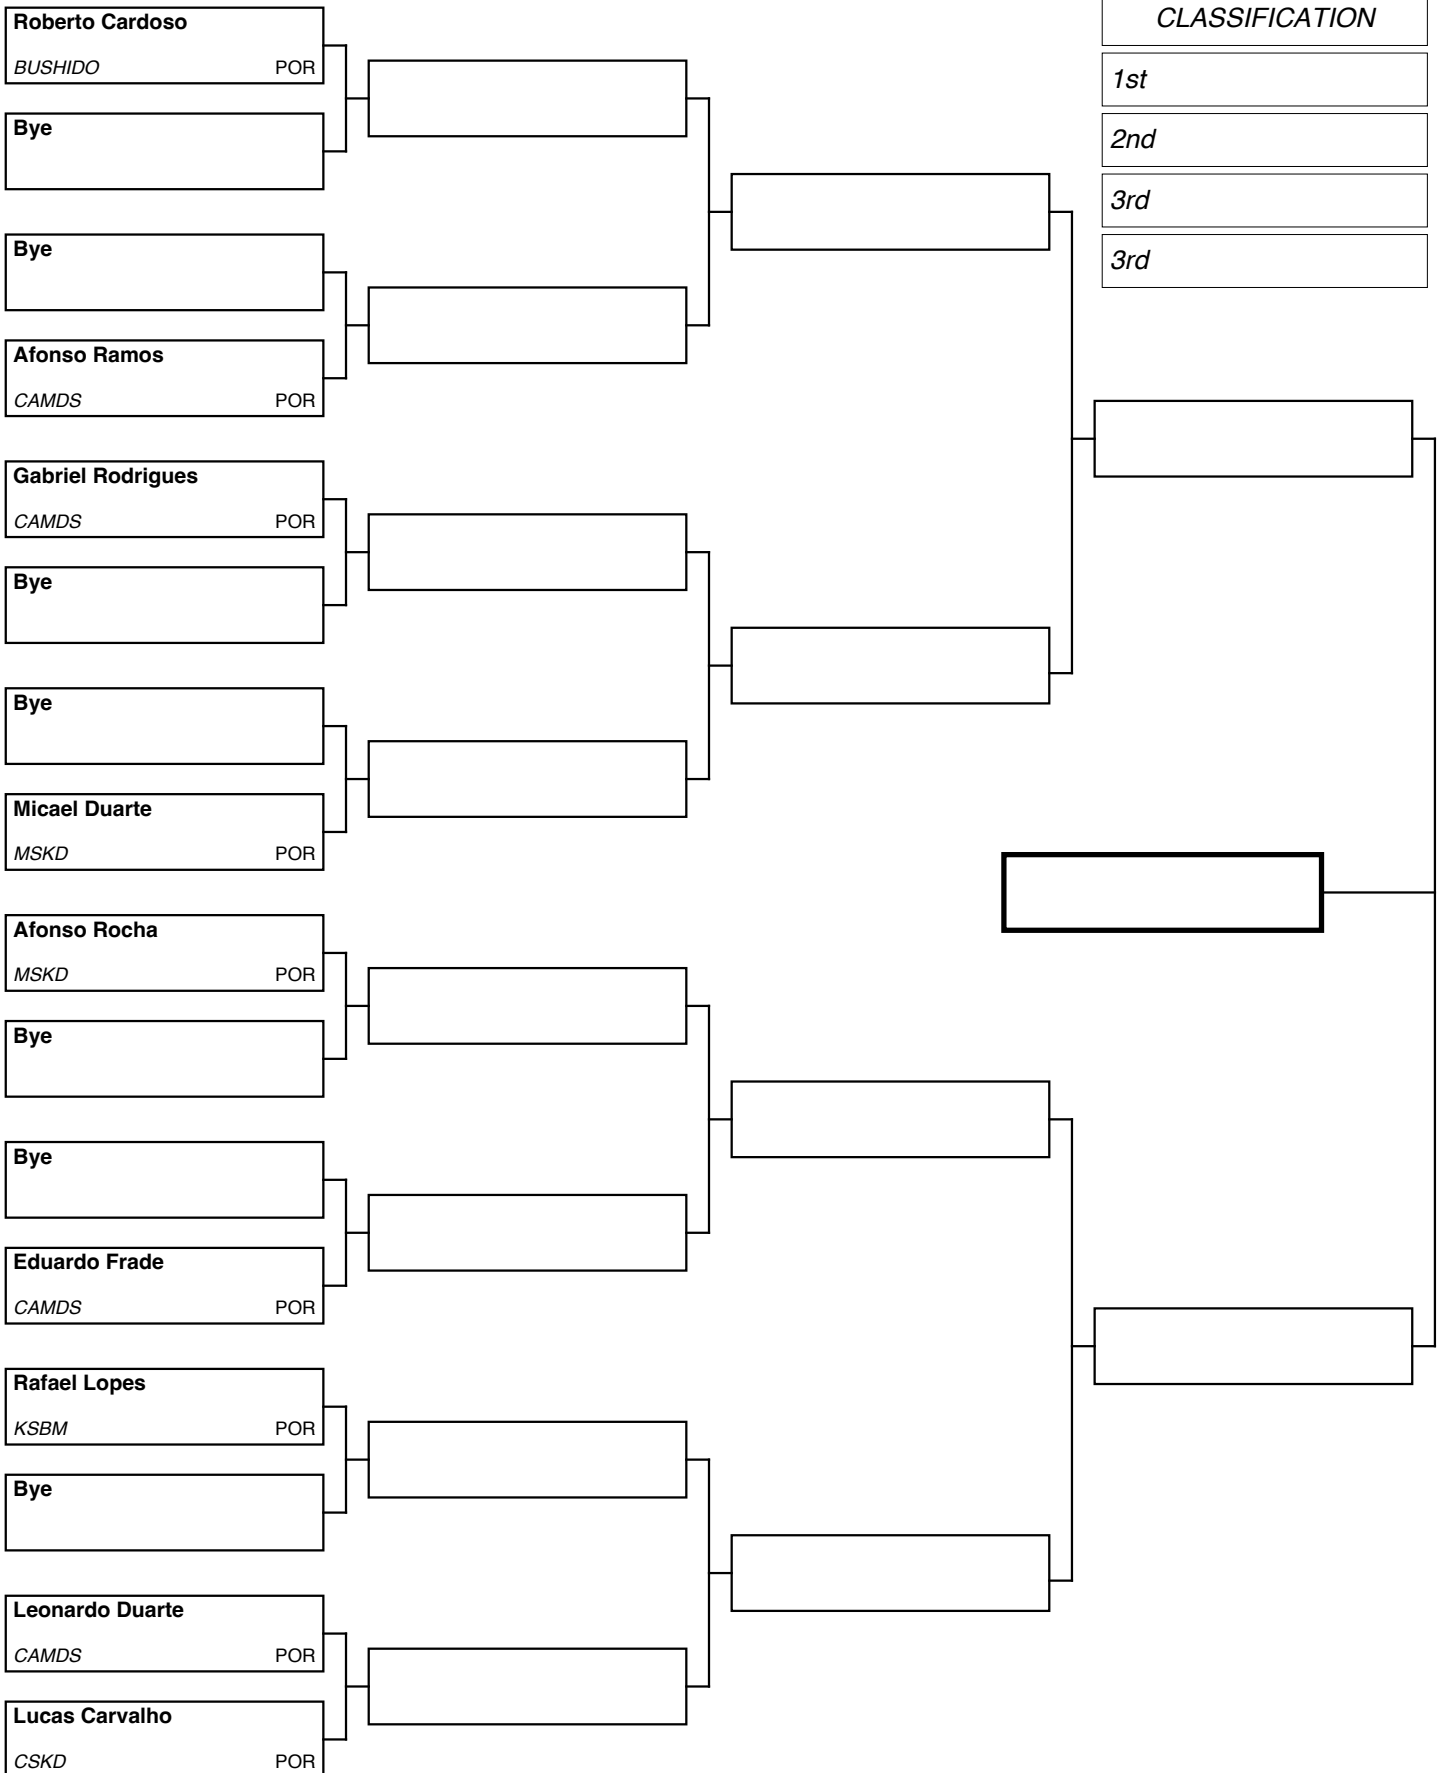 Roberto Cardoso
BUSHIDO POR
Bye
Bye
Afonso Ramos
CAMDS POR
Gabriel Rodrigues
CAMDS POR
Bye
Bye
Micael Duarte
MSKD POR
Afonso Rocha
MSKD POR
Bye
Bye
Eduardo Frade
CAMDS POR
Rafael Lopes
KSBM POR
Bye
Leonardo Duarte
CAMDS POR
Lucas Carvalho
CSKD POR
CLASSIFICATION
1st
2nd
3rd
3rd